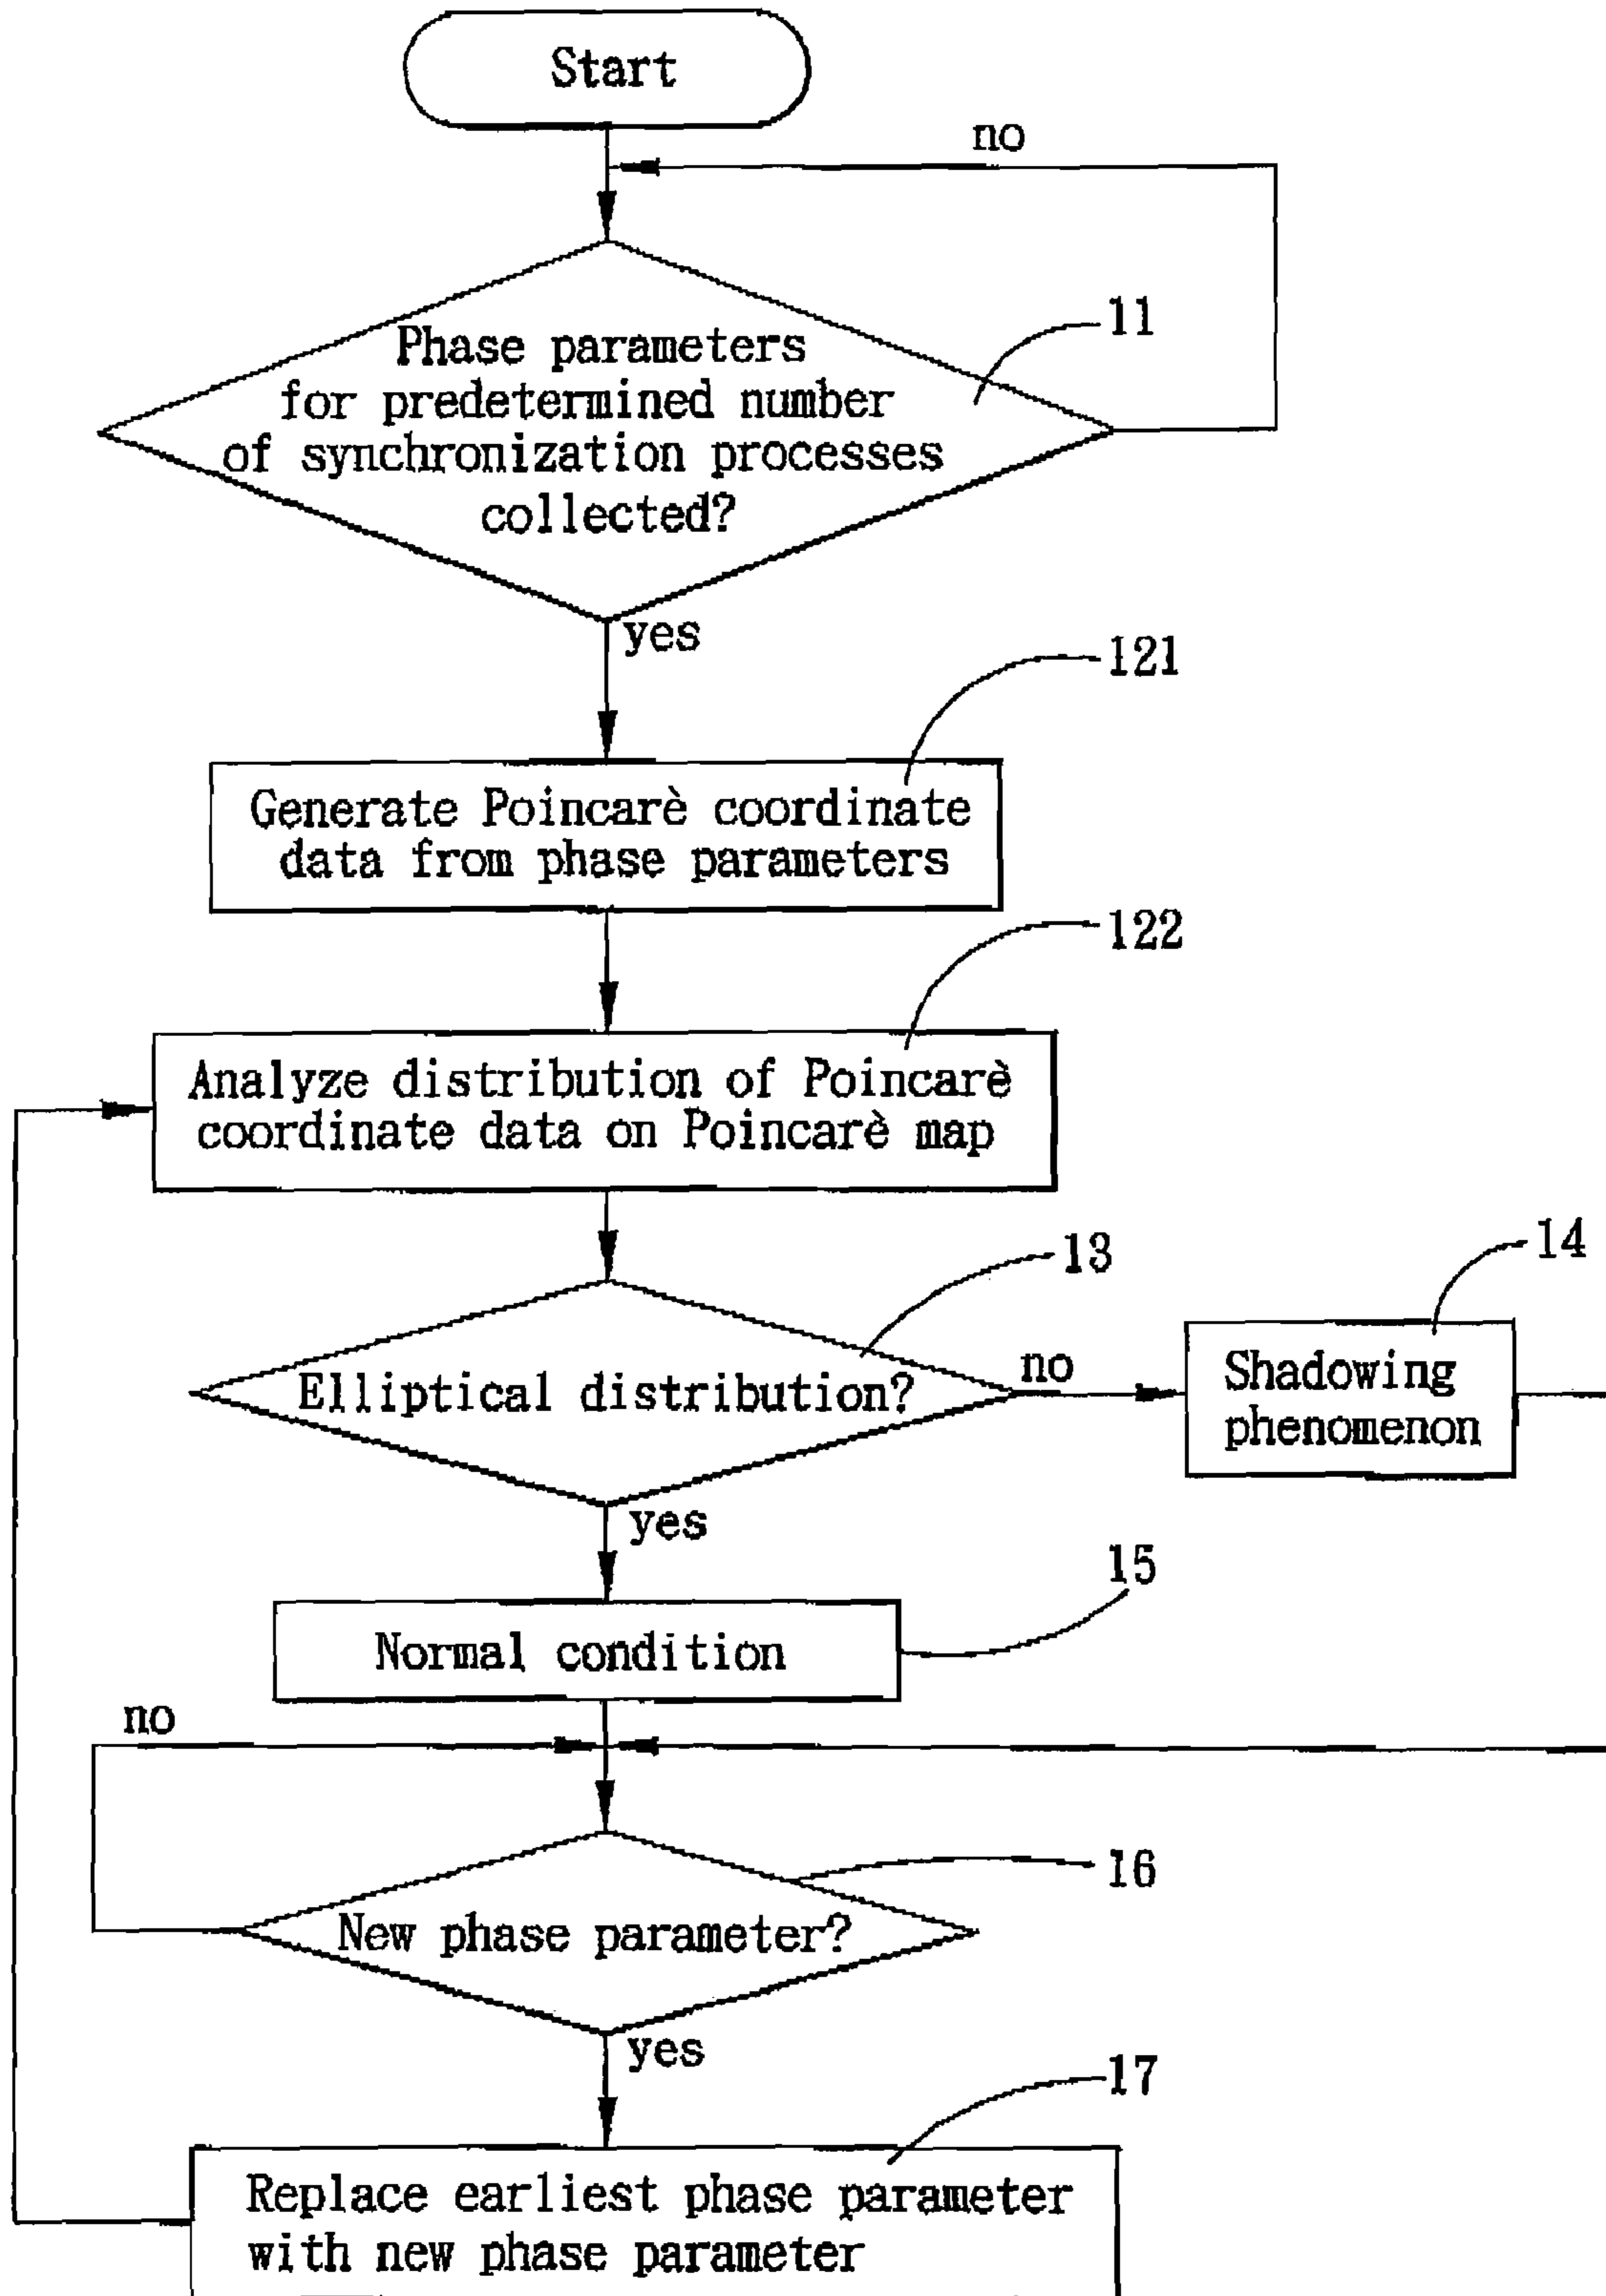 Start
no
11
Phase parameters
for predetermined number
of synchronization processes
collected?
yes
121
Generate Poincarè coordinate
data from phase parameters
122
Analyze distribution of Poincarè
coordinate data on Poincarè map
13
14
Elliptical distribution?
no
Shadowing
phenomenon
yes
15
Normal condition
no
16
New phase parameter?
yes
17
Replace earliest phase parameter
with new phase parameter